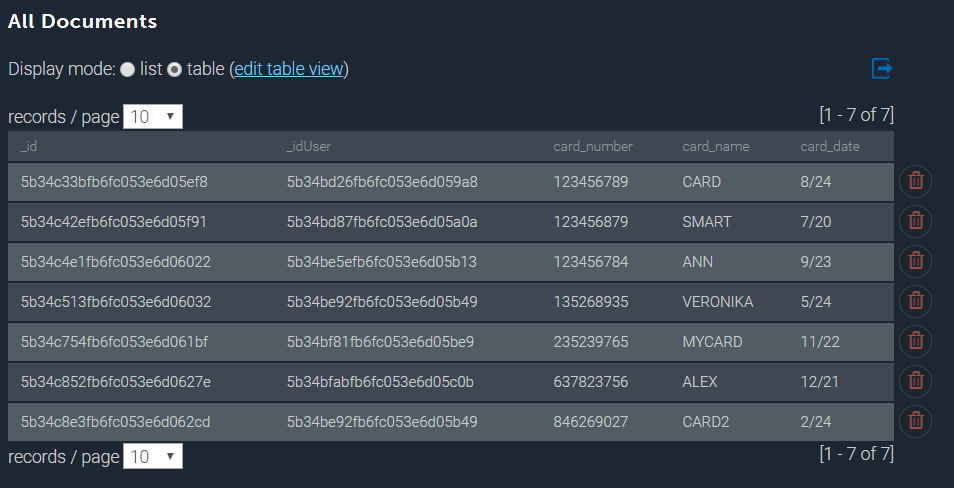 All Documents
Display mode: list table (edit table view)
records / page 10 [1 - 7 of 7]
_id _idUser card_number card_name card_date
5b34c33bfb6fc053e6d05ef8 5b34bd26fb6fc053e6d059a8 123456789 CARD 8/24
5b34c42efb6fc053e6d05f91 5b34bd87fb6fc053e6d05a0a 123456879 SMART 7/20
5b34c4e1fb6fc053e6d06022 5b34be5efb6fc053e6d05b13 123456784 ANN 9/23
5b34c513fb6fc053e6d06032 5b34be92fb6fc053e6d05b49 135268935 VERONIKA 5/24
5b34c754fb6fc053e6d061bf 5b34bf81fb6fc053e6d05be9 235239765 MYCARD 11/22
5b34c852fb6fc053e6d0627e 5b34bfabfb6fc053e6d05c0b 637823756 ALEX 12/21
5b34c8e3fb6fc053e6d062cd 5b34be92fb6fc053e6d05b49 846269027 CARD2 2/24
records / page 10 [1 - 7 of 7]